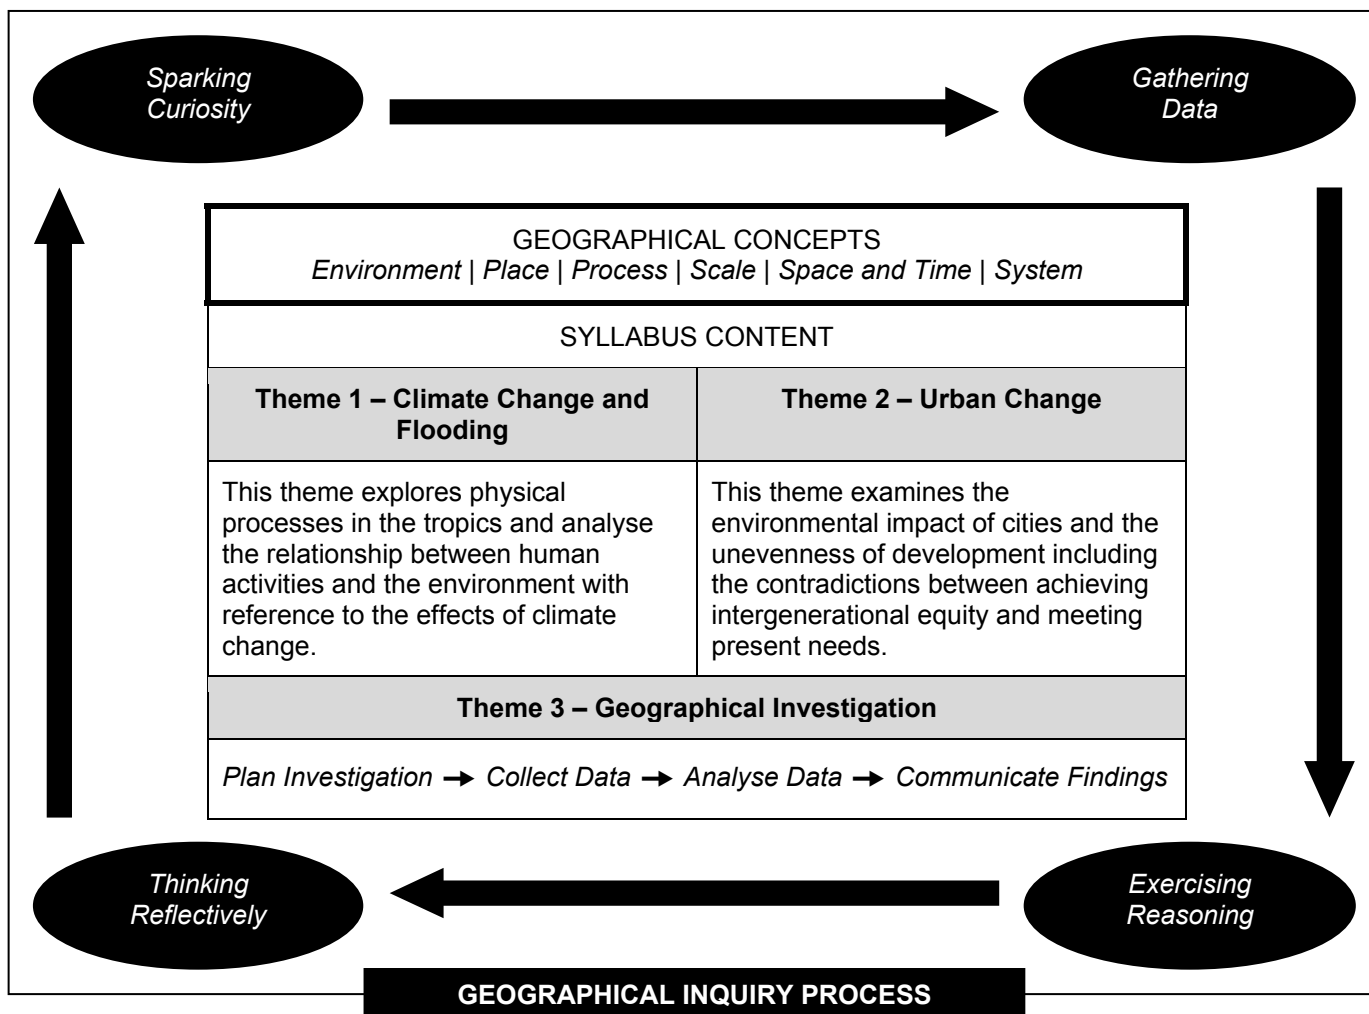 Sparking
Curiosity
Gathering
Data
GEOGRAPHICAL CONCEPTS
Environment | Place | Process | Scale | Space and Time | System
SYLLABUS CONTENT
Theme 1 – Climate Change and
Flooding
Theme 2 – Urban Change
This theme explores physical
processes in the tropics and analyse
the relationship between human
activities and the environment with
reference to the effects of climate
change.
This theme examines the
environmental impact of cities and the
unevenness of development including
the contradictions between achieving
intergenerational equity and meeting
present needs.
Theme 3 – Geographical Investigation
Plan Investigation → Collect Data → Analyse Data → Communicate Findings
Thinking
Reflectively
Exercising
Reasoning
GEOGRAPHICAL INQUIRY PROCESS